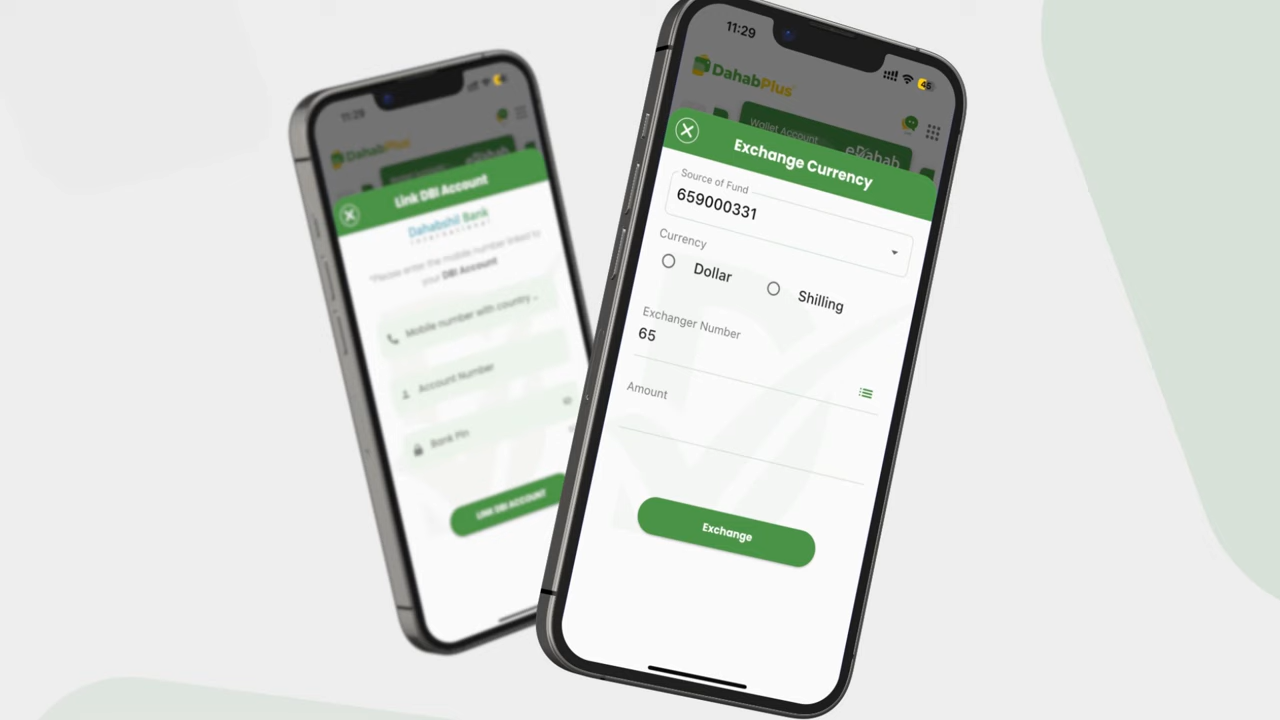 11:29
DahabPlus
Link DBI Account
Dahabshil Bank
International
*Please enter the mobile number linked by
your DBI Account
Mobile number with country ...
Account Number
Bank Pin
LINK DBI ACCOUNT
11:29
45
DahabPlus
Wallet Account
eDahab
Exchange Currency
Source of Fund
659000331
Currency
Dollar
Shilling
Exchanger Number
65
Amount
Exchange